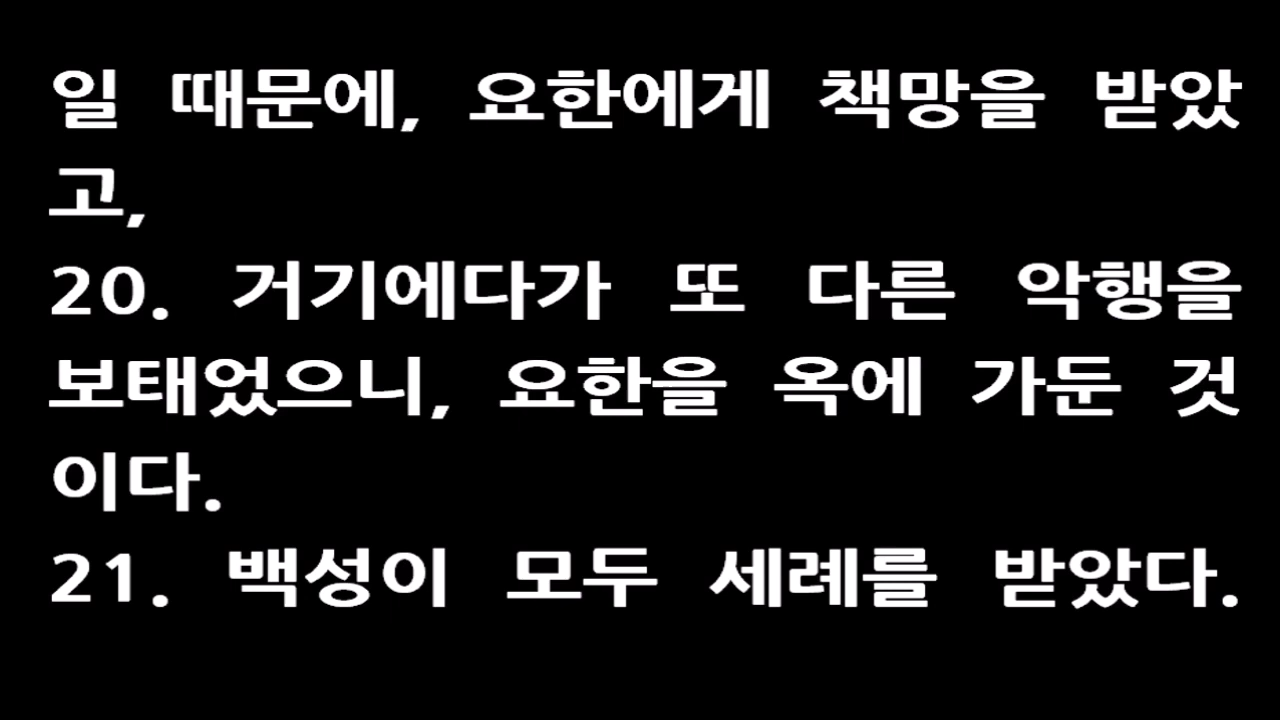 일 때문에, 요한에게 책망을 받았
고,
20. 거기에다가 또 다른 악행을
보태었으니, 요한을 옥에 가둔 것
이다.
21. 백성이 모두 세례를 받았다.